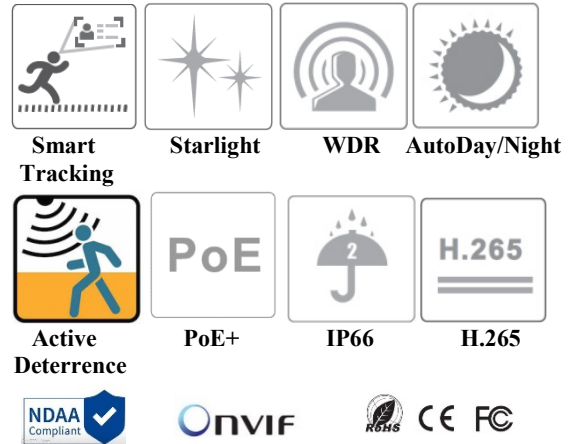 Smart
Tracking
Starlight
WDR
AutoDay/Night
PoE
2
H.265
Active
Deterrence
PoE+
IP66
H.265
NDAA
Compliant
ONVIF
RoHS
CE FC